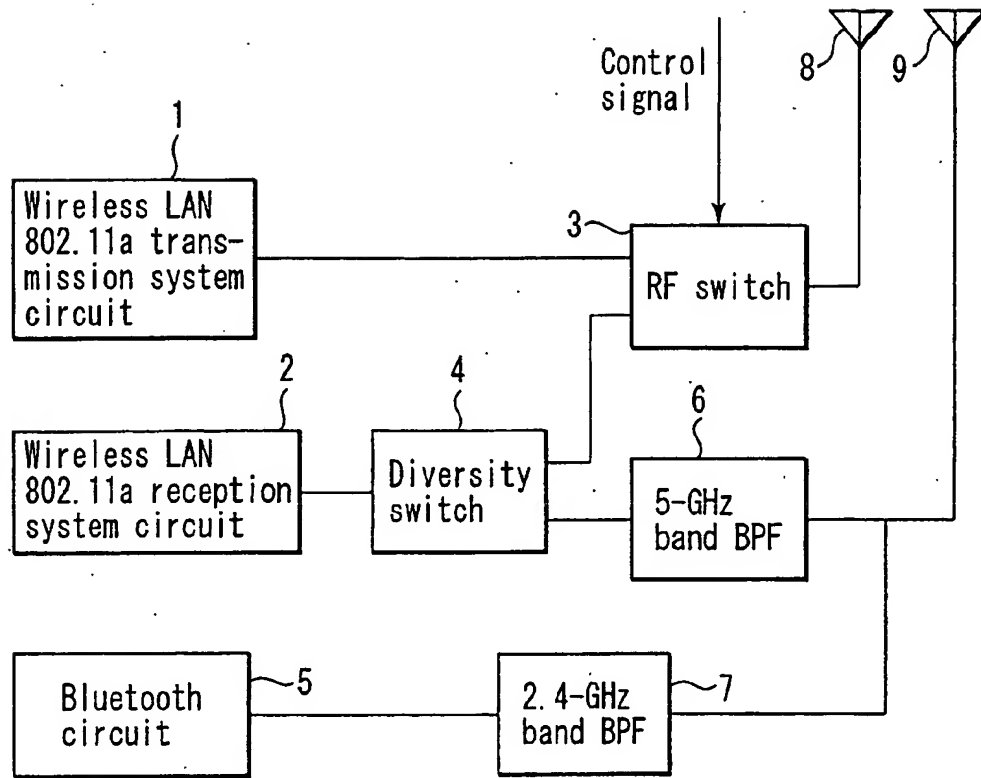 Control
signal
8
9
1
Wireless LAN
802.11a trans-
mission system
circuit
3
RF switch
2
Wireless LAN
802.11a reception
system circuit
4
Diversity
switch
6
5-GHz
band BPF
Bluetooth
circuit
5
2.4-GHz
band BPF
7